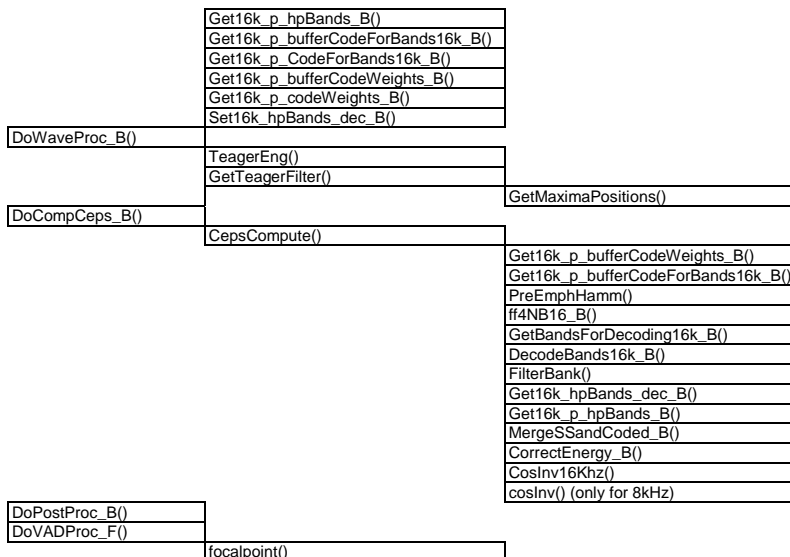 Get16k_p_hpBands_B()
Get16k_p_bufferCodeForBands16k_B()
Get16k_p_CodeForBands16k_B()
Get16k_p_bufferCodeWeights_B()
Get16k_p_codeWeights_B()
Set16k_hpBands_dec_B()
DoWaveProc_B()
TeagerEng()
GetTeagerFilter()
GetMaximaPositions()
DoCompCeps_B()
CepsCompute()
Get16k_p_bufferCodeWeights_B()
Get16k_p_bufferCodeForBands16k_B()
PreEmphHamm()
ff4NB16_B()
GetBandsForDecoding16k_B()
DecodeBands16k_B()
FilterBank()
Get16k_hpBands_dec_B()
Get16k_p_hpBands_B()
MergeSSandCoded_B()
CorrectEnergy_B()
CosInv16Khz()
cosInv() (only for 8kHz)
DoPostProc_B()
DoVADProc_F()
focalpoint()